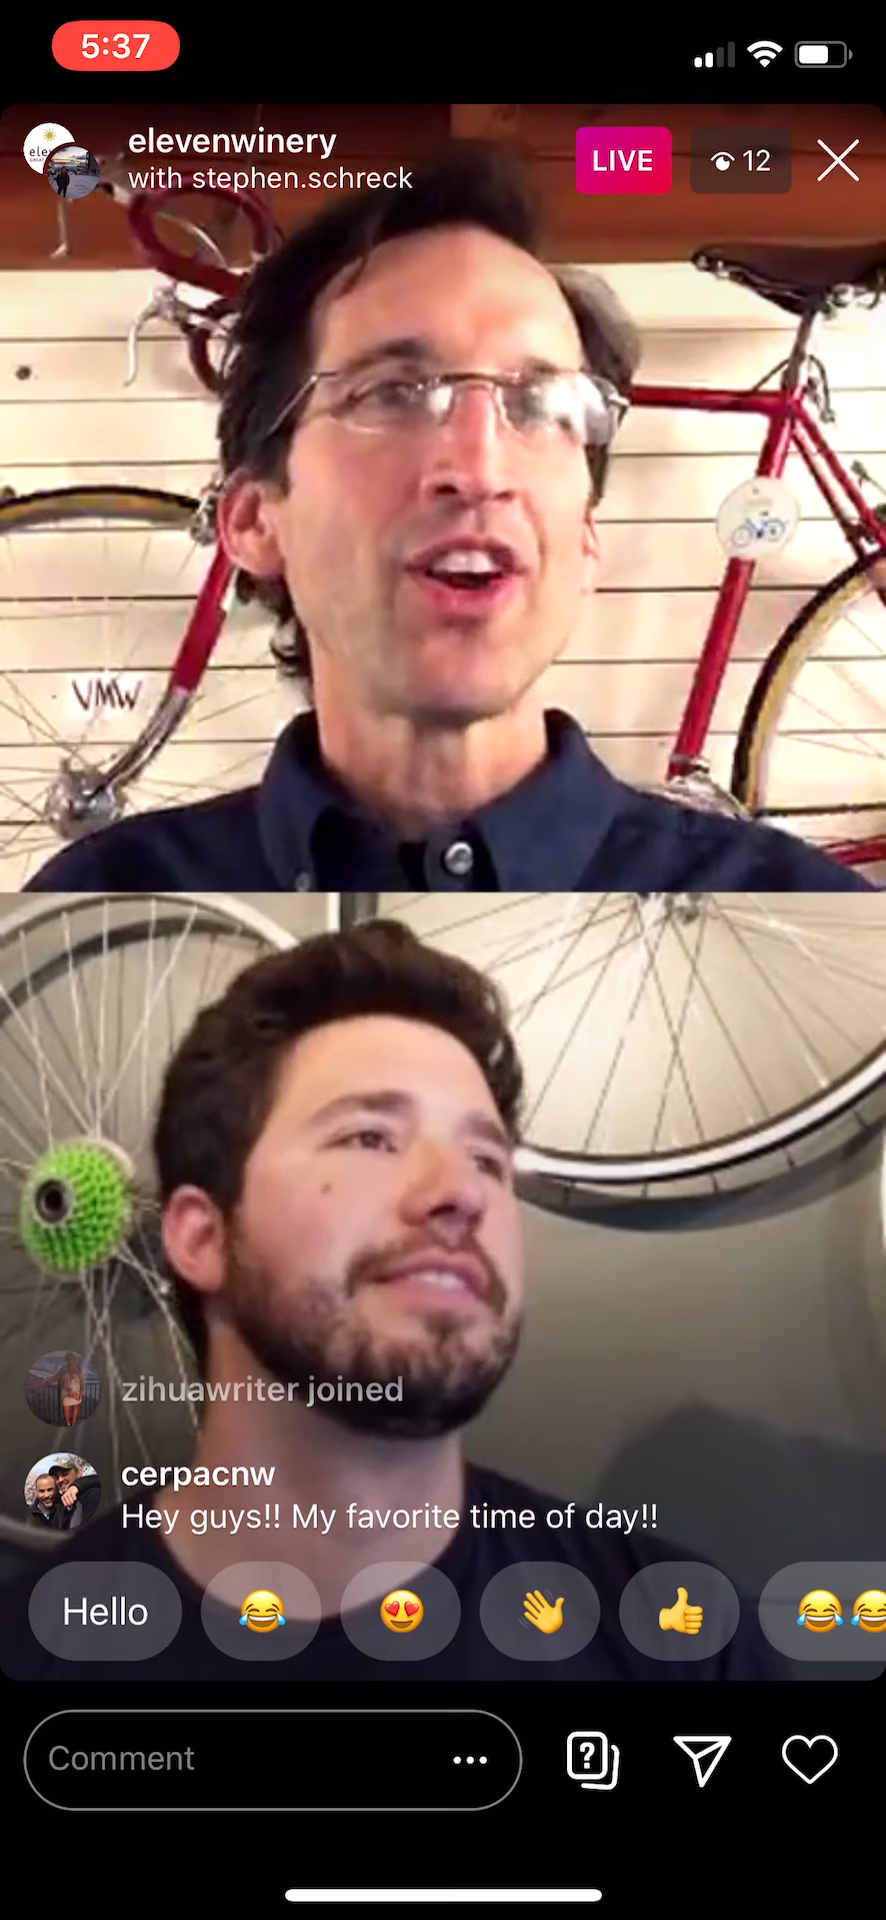 5:37
elevenwinery
with stephen.schreck
LIVE
12
VMW
zihuawriter joined
cerpacnw
Hey guys!! My favorite time of day!!
Hello
Comment